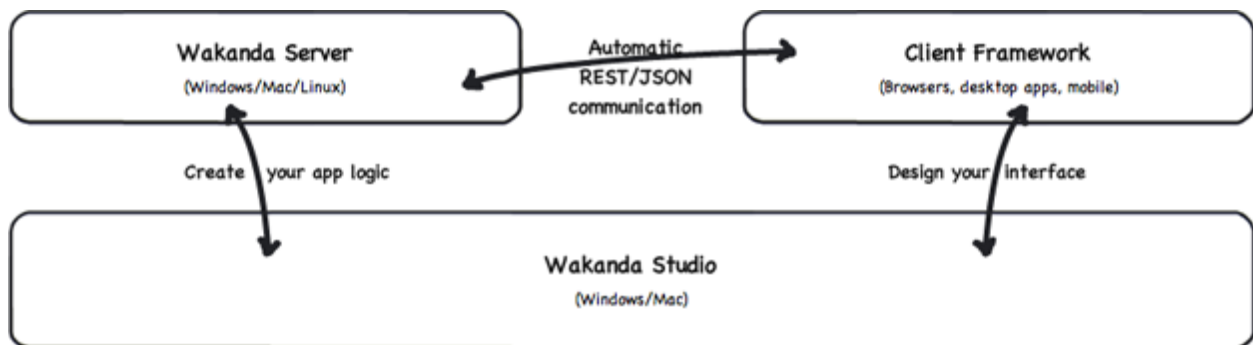 Wakanda Server
(Windows/Mac/Linux)
Automatic
REST/JSON
communication
Client Framework
(Browsers, desktop apps, mobile)
Create your app logic
Design your interface
Wakanda Studio
(Windows/Mac)